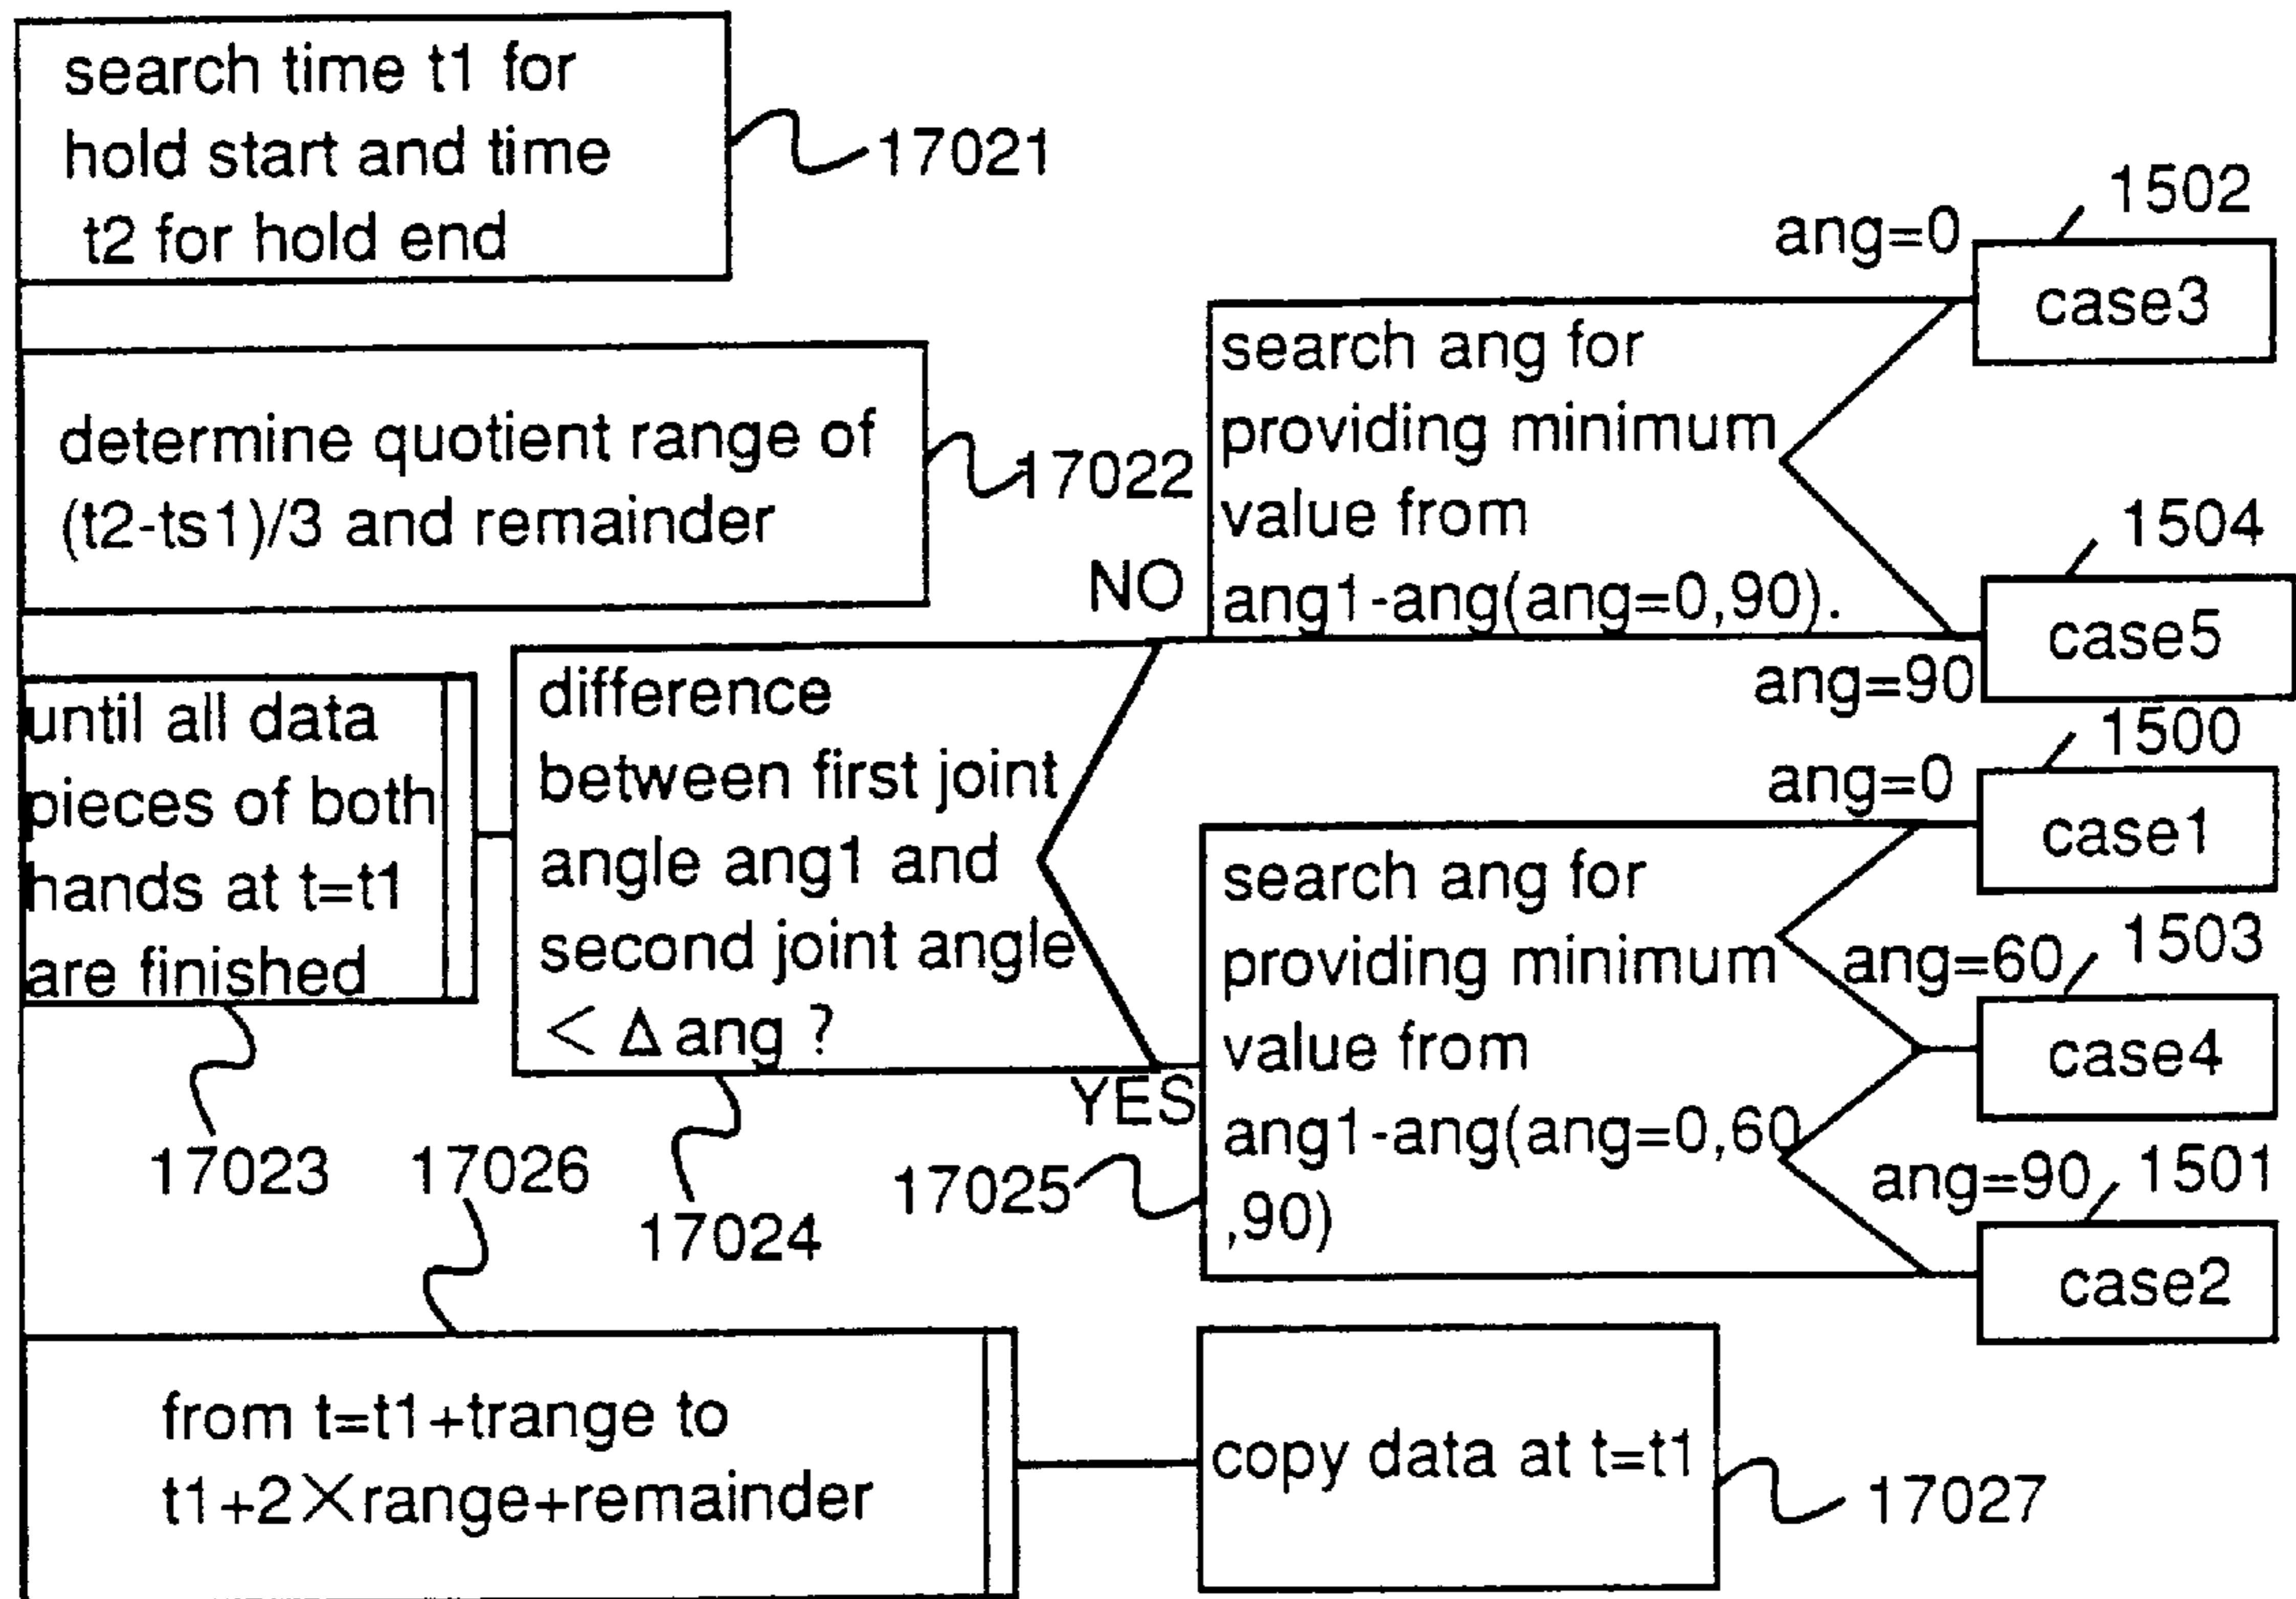 search time t1 for
hold start and time
t2 for hold end
17021
determine quotient range of
(t2-ts1)/3 and remainder
17022
until all data
pieces of both
hands at t=t1
are finished
17023
difference
between first joint
angle ang1 and
second joint angle
< Δ ang ?
17024
NO
search ang for
providing minimum
value from
ang1-ang(ang=0,90).
ang=0
1502
case3
1504
case5
ang=90
YES
search ang for
providing minimum
value from
ang1-ang(ang=0,60
,90)
17025
ang=0
1500
case1
ang=60
1503
case4
ang=90
1501
case2
17026
from t=t1+trange to
t1+2×range+remainder
copy data at t=t1
17027